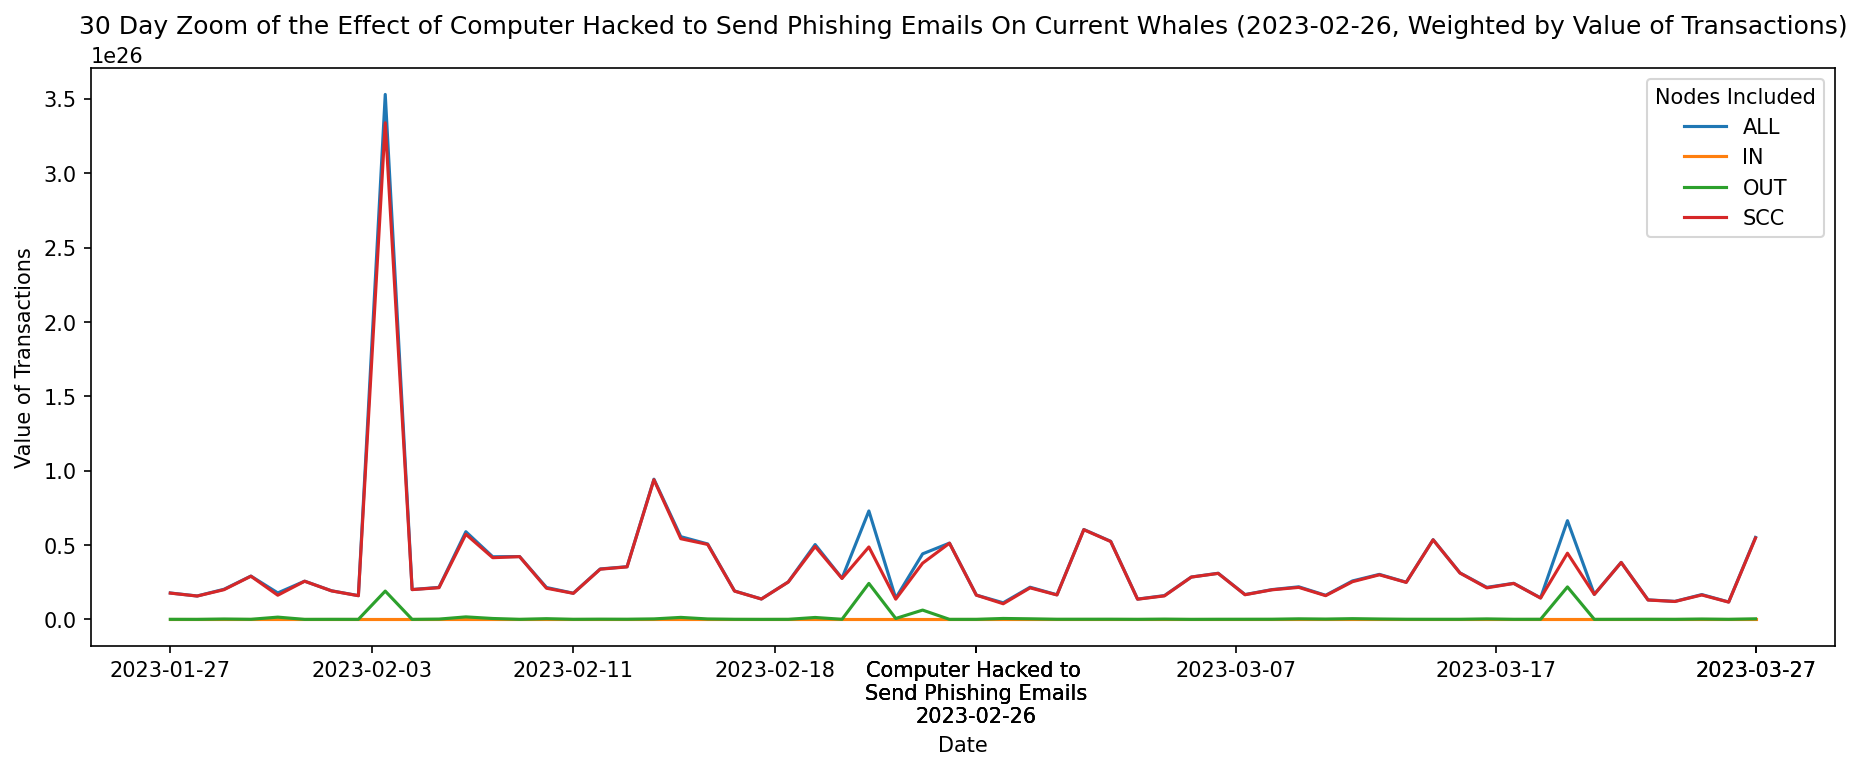 30 Day Zoom of the Effect of Computer Hacked to Send Phishing Emails On Current Whales (2023-02-26, Weighted by Value of Transactions)
1e26
3.5
3.0
2.5
2.0
1.5
1.0
0.5
0.0
Value of Transactions
Nodes Included
ALL
IN
OUT
SCC
2023-01-27
2023-02-03
2023-02-11
2023-02-18
Computer Hacked to
Send Phishing Emails
2023-02-26
2023-03-07
2023-03-17
2023-03-27
Date